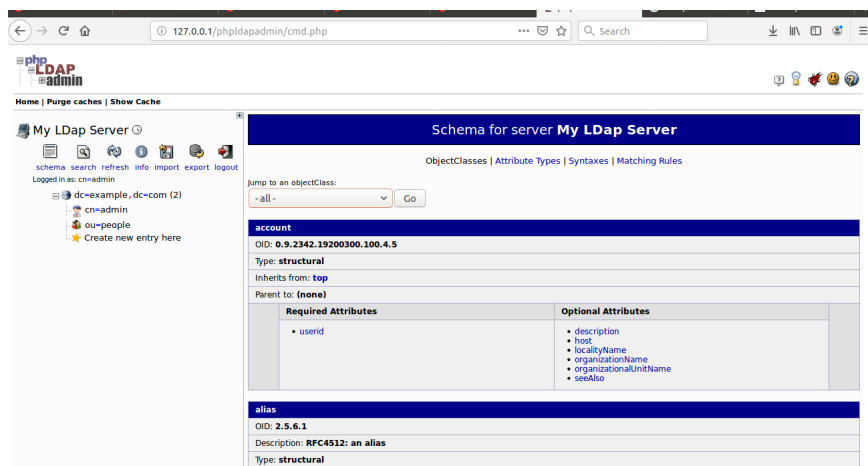 127.0.0.1/phpldapadmin/cmd.php
Search
php
LDAP
admin
Home | Purge caches | Show Cache
My LDap Server
schema search refresh info import export logout
Logged in as: cn=admin
dc=example,dc=com (2)
cn=admin
ou=people
Create new entry here
Schema for server My LDap Server
ObjectClasses | Attribute Types | Syntaxes | Matching Rules
Jump to an objectClass:
- all -
Go
account
OID: 0.9.2342.19200300.100.4.5
Type: structural
Inherits from: top
Parent to: (none)
Required Attributes
• userid
Optional Attributes
• description
• host
• localityName
• organizationName
• organizationalUnitName
• seeAlso
alias
OID: 2.5.6.1
Description: RFC4512: an alias
Type: structural